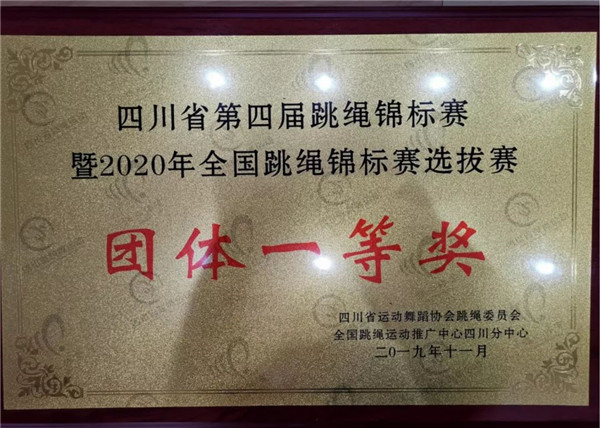 四川省第四届跳绳锦标赛
暨2020年全国跳绳锦标赛选拔赛
团体一等奖
四川省运动舞蹈协会跳绳委员会
全国跳绳运动推广中心四川分中心
二〇一九年十一月